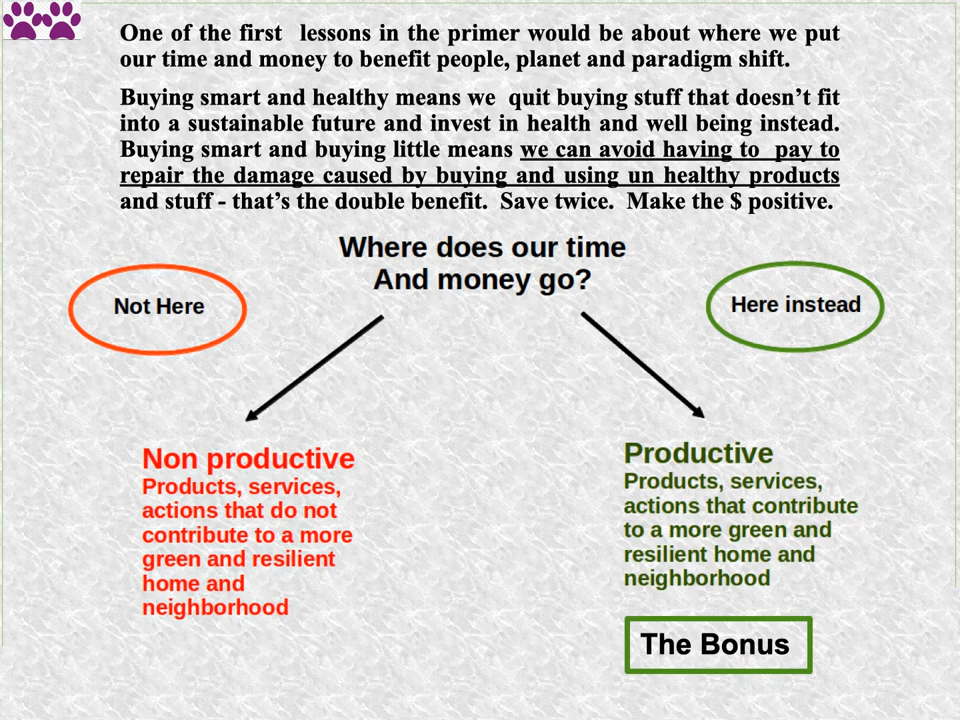 One of the first lessons in the primer would be about where we put
our time and money to benefit people, planet and paradigm shift.
Buying smart and healthy means we quit buying stuff that doesn't fit
into a sustainable future and invest in health and well being instead.
Buying smart and buying little means we can avoid having to pay to
repair the damage caused by buying and using un healthy products
and stuff - that's the double benefit. Save twice. Make the $ positive.
Where does our time
And money go?
Not Here
Here instead
Non productive
Products, services,
actions that do not
contribute to a more
green and resilient
home and
neighborhood
Productive
Products, services,
actions that contribute
to a more green and
resilient home and
neighborhood
The Bonus